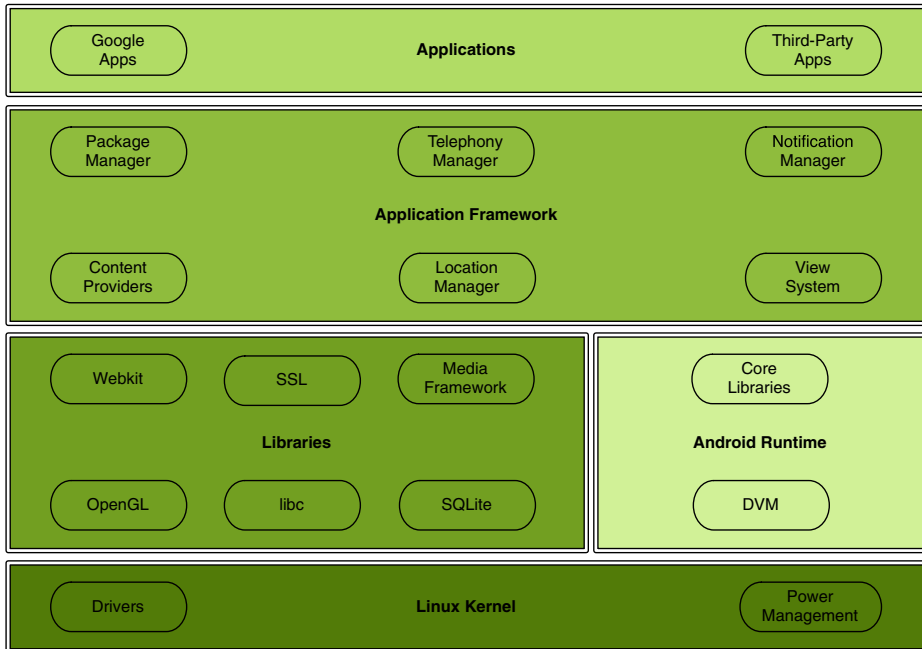 Google
Apps
Applications
Third-Party
Apps
Package
Manager
Telephony
Manager
Notification
Manager
Application Framework
Content
Providers
Location
Manager
View
System
Webkit
SSL
Media
Framework
Libraries
OpenGL
libc
SQLite
Core
Libraries
Android Runtime
DVM
Drivers
Linux Kernel
Power
Management